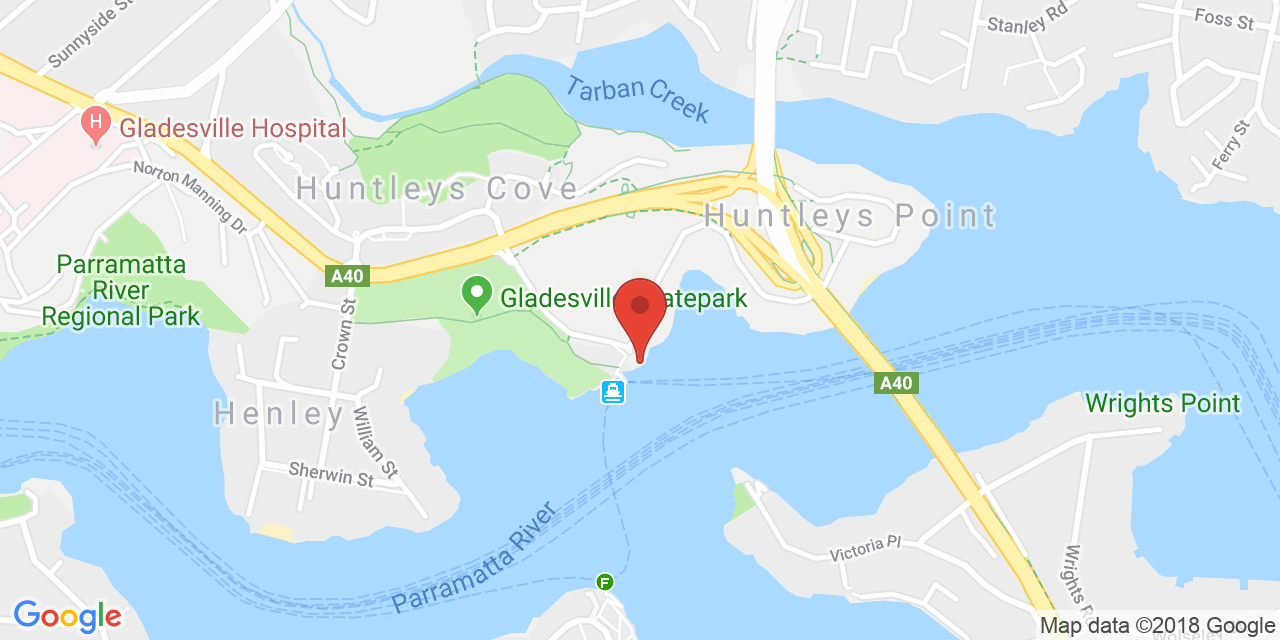 Sunnyside St
Stanley Rd
Foss St
Tarban Creek
H
Gladesville Hospital
Ferry St
Norton Manning Dr
Huntleys Cove
Huntleys Point
Parramatta
River
Regional Park
A40
Gladesville
atepark
Crown St
A40
Wrights Point
Henley
William St
Sherwin St
Parramatta River
Victoria Pl
Wrights
F
Google
Map data ©2018 Google